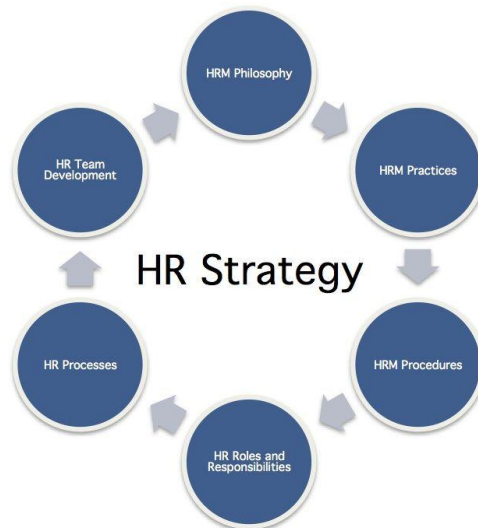 HRM Philosophy
HR Team
Development
HRM Practices
HR Strategy
HR Processes
HRM Procedures
HR Roles and
Responsibilities